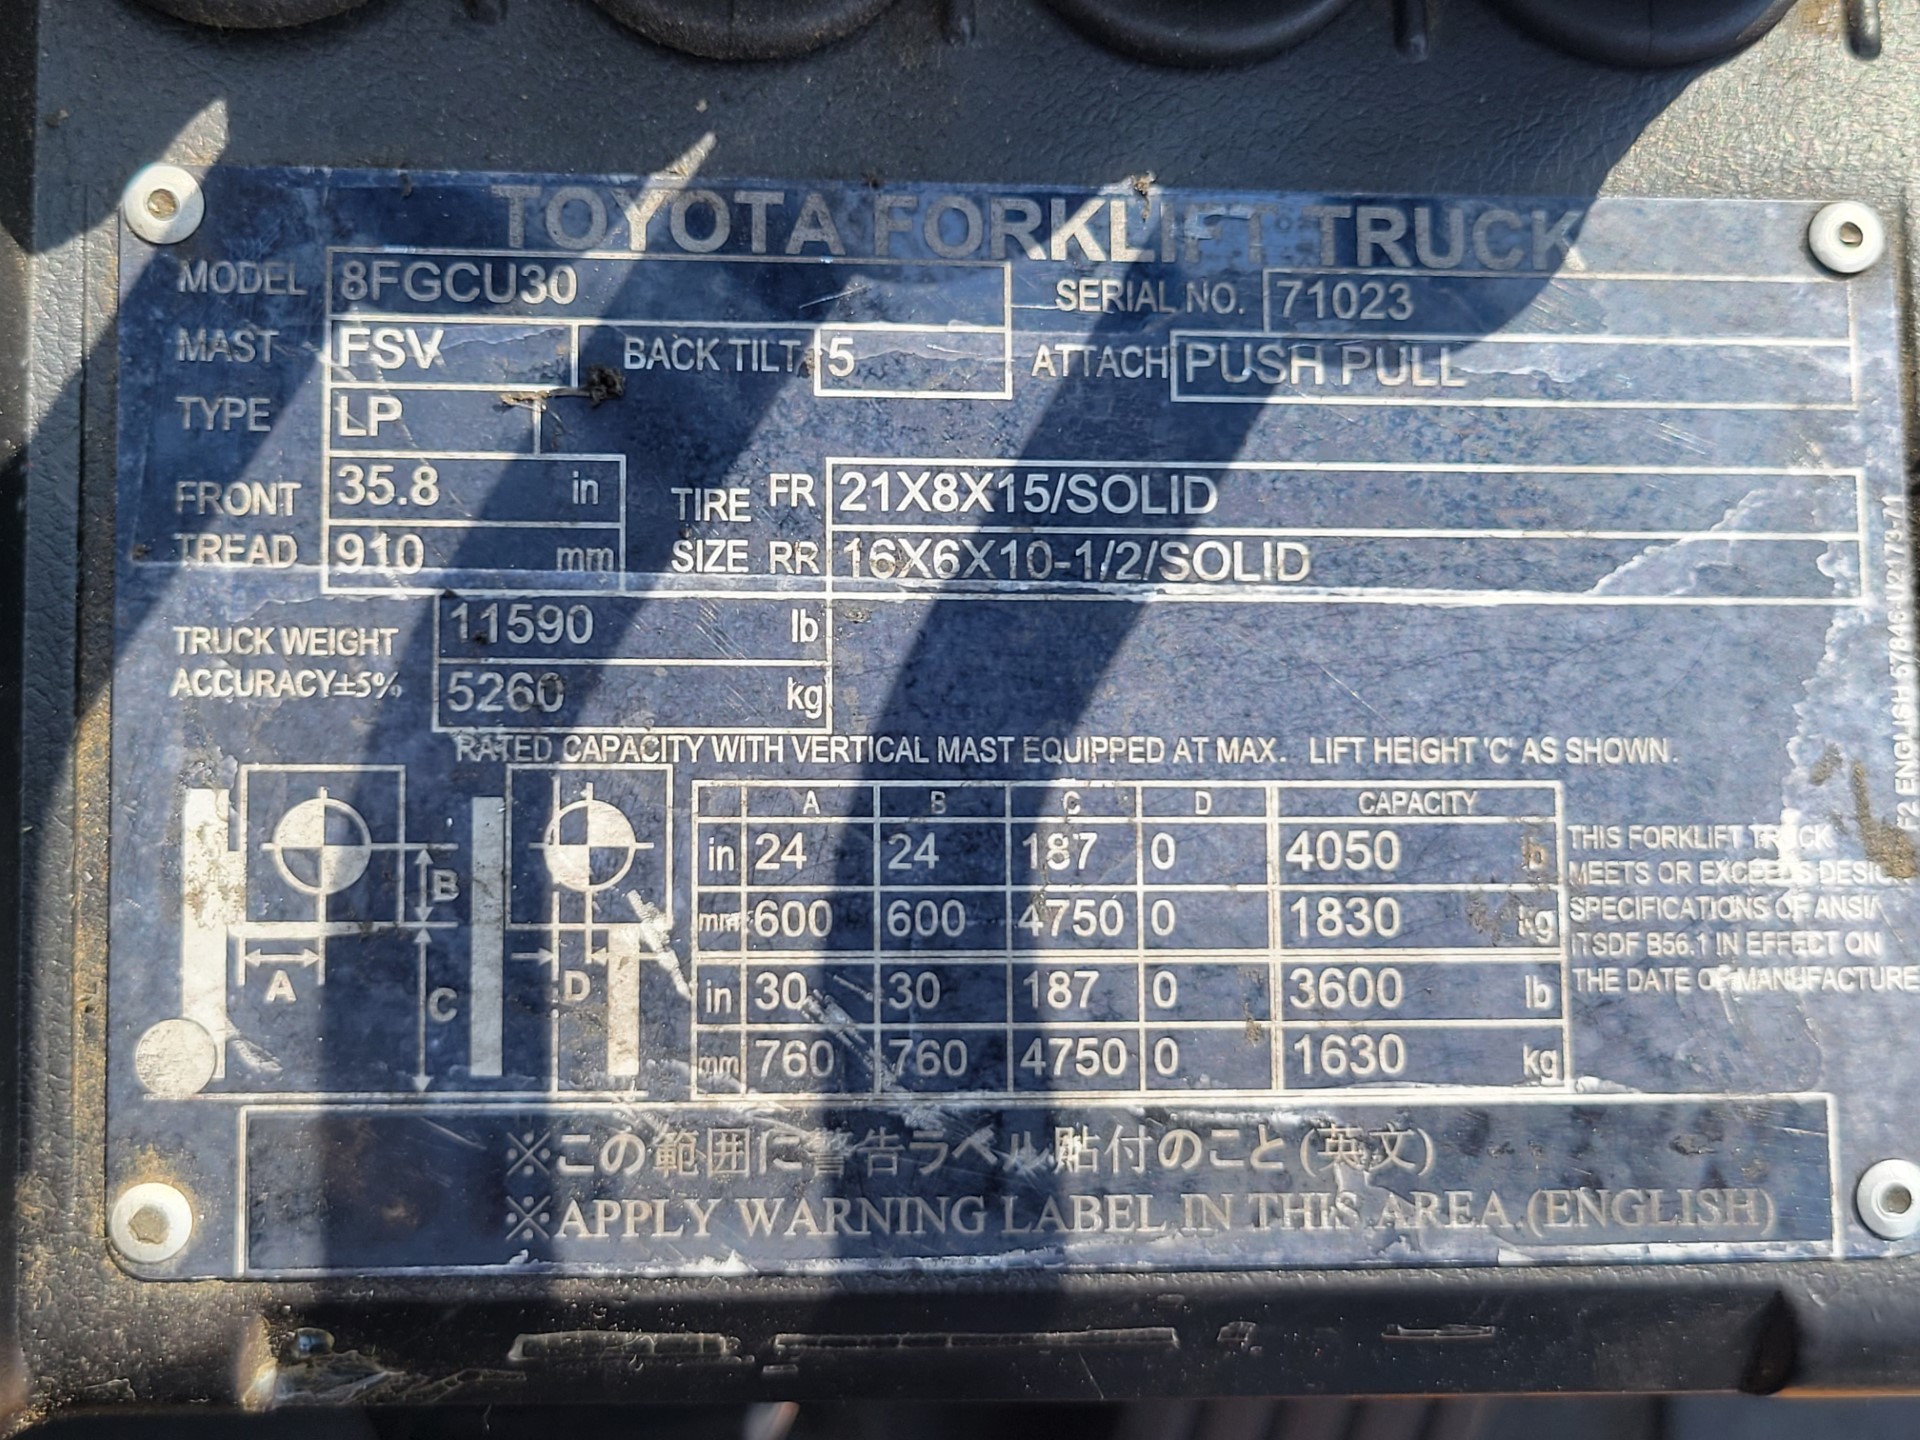 TOYOTA FORKLIFT TRUCK
MODEL 8FGCU30 SERIAL NO. 71023
MAST FSV BACK TILT 5 ATTACH PUSH PULL
TYPE LP
FRONT 35.8 in TIRE FR 21X8X15/SOLID
TREAD 910 mm SIZE RR 16X6X10-1/2/SOLID
TRUCK WEIGHT 11590 lb
ACCURACY±5% 5260 kg
RATED CAPACITY WITH VERTICAL MAST EQUIPPED AT MAX. LIFT HEIGHT 'C' AS SHOWN.
A B C D CAPACITY
in 24 24 187 0 4050 lb
mm 600 600 4750 0 1830 kg
in 30 30 187 0 3600 lb
mm 760 760 4750 0 1630 kg
B
A
C
D
THIS FORKLIFT TRUCK
MEETS OR EXCEEDS DESIGN
SPECIFICATIONS OF ANSI/
ITSDF B56.1 IN EFFECT ON
THE DATE OF MANUFACTURE
※この範囲に警告ラベル貼付のこと(英文)
※APPLY WARNING LABEL IN THIS AREA.(ENGLISH)
F2 ENGLISH 57846-U2173-71